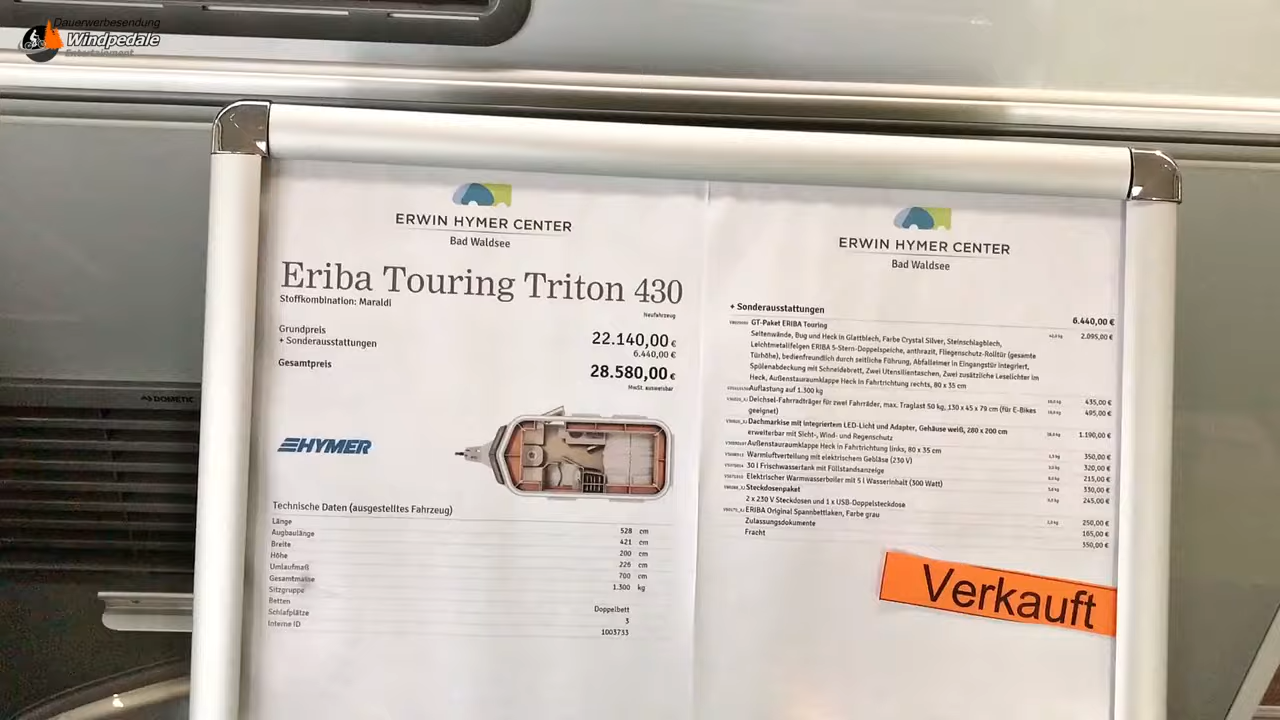 Dauerwerbesendung
Windpedale
Entertainment
DOMETIC
ERWIN HYMER CENTER
Bad Waldsee
Eriba Touring Triton 430
Stoffkombination: Maraldi
Neufahrzeug
Grundpreis 22.140,00 €
+ Sonderausstattungen 6.440,00 €
Gesamtpreis 28.580,00 €
MwSt. ausweisbar
HYMER
Technische Daten (ausgestelltes Fahrzeug)
Länge 528 cm
Augbaulänge 421 cm
Breite 200 cm
Höhe 226 cm
Umlaufmaß 700 cm
Gesamtmasse 1.300 kg
Sitzgruppe
Betten Doppelbett
Schlafplätze 3
Interne ID 1003733
ERWIN HYMER CENTER
Bad Waldsee
+ Sonderausstattungen 6.440,00 €
GT-Paket ERIBA Touring 2.095,00 €
Seitenwände, Bug und Heck in Glattblech, Farbe Crystal Silver, Steinschlagblech,
Leichtmetallfelgen ERIBA 5-Stern-Doppelspeiche, anthrazit, Fliegenschutz-Rolltür (gesamte
Türhöhe), bedienfreundlich durch seitliche Führung, Abfalleimer in Eingangstür integriert,
Spülenabdeckung mit Schneidebrett, Zwei Utensilientaschen, Zwei zusätzliche Leselichter im
Heck, Außenstauraumklappe Heck in Fahrtrichtung rechts, 80 x 35 cm
Auflastung auf 1.300 kg 435,00 €
Deichsel-Fahrradträger für zwei Fahrräder, max. Traglast 50 kg, 130 x 45 x 79 cm (für E-Bikes 495,00 €
geeignet)
Dachmarkise mit integriertem LED-Licht und Adapter, Gehäuse weiß, 280 x 200 cm 1.190,00 €
erweiterbar mit Sicht-, Wind- und Regenschutz
Außenstauraumklappe Heck in Fahrtrichtung links, 80 x 35 cm 350,00 €
Warmluftverteilung mit elektrischem Gebläse (230 V) 320,00 €
30 l Frischwassertank mit Füllstandsanzeige 215,00 €
Elektrischer Warmwasserboiler mit 5 l Wasserinhalt (300 Watt) 330,00 €
Steckdosenpaket 245,00 €
2 x 230 V Steckdosen und 1 x USB-Doppelsteckdose
ERIBA Original Spannbettlaken, Farbe grau 250,00 €
Zulassungsdokumente 165,00 €
Fracht 350,00 €
Verkauft